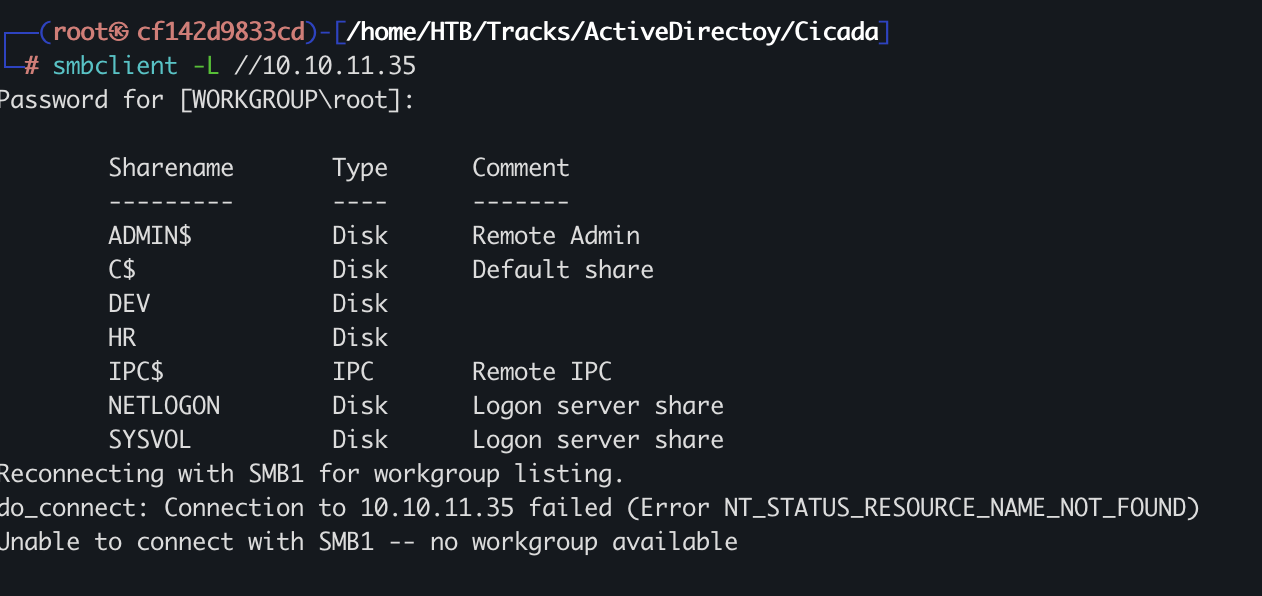 ┌──(root㉿cf142d9833cd)-[/home/HTB/Tracks/ActiveDirectoy/Cicada]
└─# smbclient -L //10.10.11.35
Password for [WORKGROUP\root]:
Sharename Type Comment
--------- ---- -------
ADMIN$ Disk Remote Admin
C$ Disk Default share
DEV Disk
HR Disk
IPC$ IPC Remote IPC
NETLOGON Disk Logon server share
SYSVOL Disk Logon server share
Reconnecting with SMB1 for workgroup listing.
do_connect: Connection to 10.10.11.35 failed (Error NT_STATUS_RESOURCE_NAME_NOT_FOUND)
Unable to connect with SMB1 -- no workgroup available